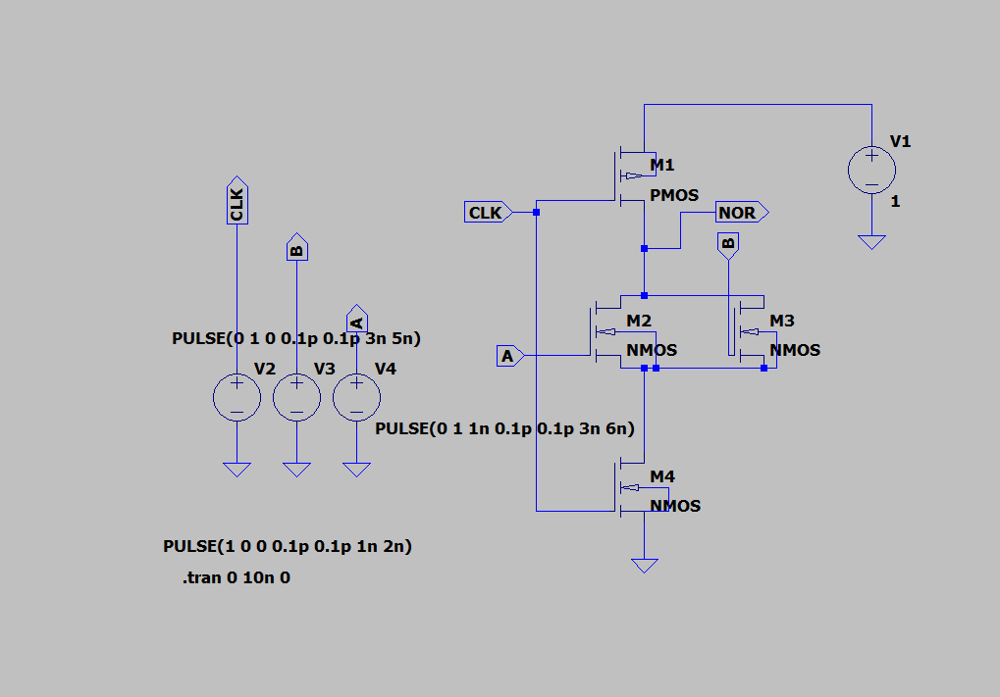 V1
1
M1
PMOS
CLK
CLK
NOR
B
B
A
M2
NMOS
M3
NMOS
PULSE(0 1 0 0.1p 0.1p 3n 5n)
A
V2
V3
V4
PULSE(0 1 1n 0.1p 0.1p 3n 6n)
M4
NMOS
PULSE(1 0 0 0.1p 0.1p 1n 2n)
.tran 0 10n 0